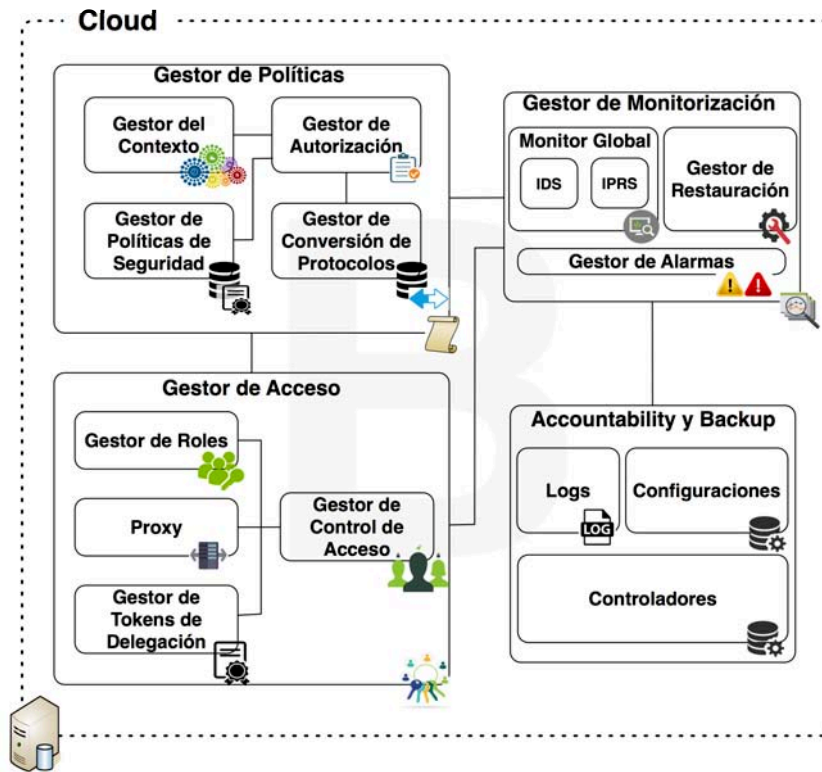 Cloud
Gestor de Políticas
Gestor del
Contexto
Gestor de
Autorización
Gestor de
Políticas de
Seguridad
Gestor de
Conversión de
Protocolos
Gestor de Monitorización
Monitor Global
IDS
IPRS
Gestor de
Restauración
Gestor de Alarmas
Gestor de Acceso
Gestor de Roles
Proxy
Gestor de
Tokens de
Delegación
Gestor de
Control de
Acceso
Accountability y Backup
Logs
LOG
Configuraciones
Controladores
B